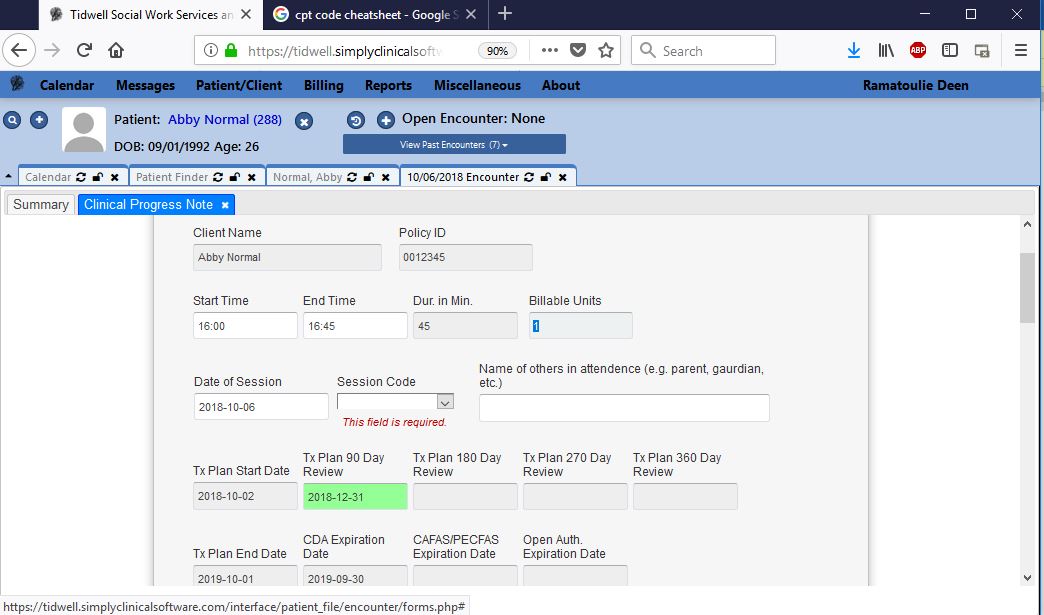 Tidwell Social Work Services an
cpt code cheatsheet - Google S
https://tidwell.simplyclinicalsoftw
90%
Search
ABP
Calendar Messages Patient/Client Billing Reports Miscellaneous About Ramatoulie Deen
Patient: Abby Normal (288)
Open Encounter: None
DOB: 09/01/1992 Age: 26
View Past Encounters (7)
Calendar Patient Finder Normal, Abby 10/06/2018 Encounter
Summary Clinical Progress Note
Client Name Policy ID
Abby Normal 0012345
Start Time End Time Dur. in Min. Billable Units
16:00 16:45 45 1
Name of others in attendence (e.g. parent, gaurdian,
etc.)
Date of Session Session Code
2018-10-06
This field is required.
Tx Plan Start Date
Tx Plan 90 Day
Review
Tx Plan 180 Day
Review
Tx Plan 270 Day
Review
Tx Plan 360 Day
Review
2018-10-02 2018-12-31
Tx Plan End Date
CDA Expiration
Date
CAFAS/PECFAS
Expiration Date
Open Auth.
Expiration Date
2019-10-01 2019-09-30
https://tidwell.simplyclinicalsoftware.com/interface/patient_file/encounter/forms.php#